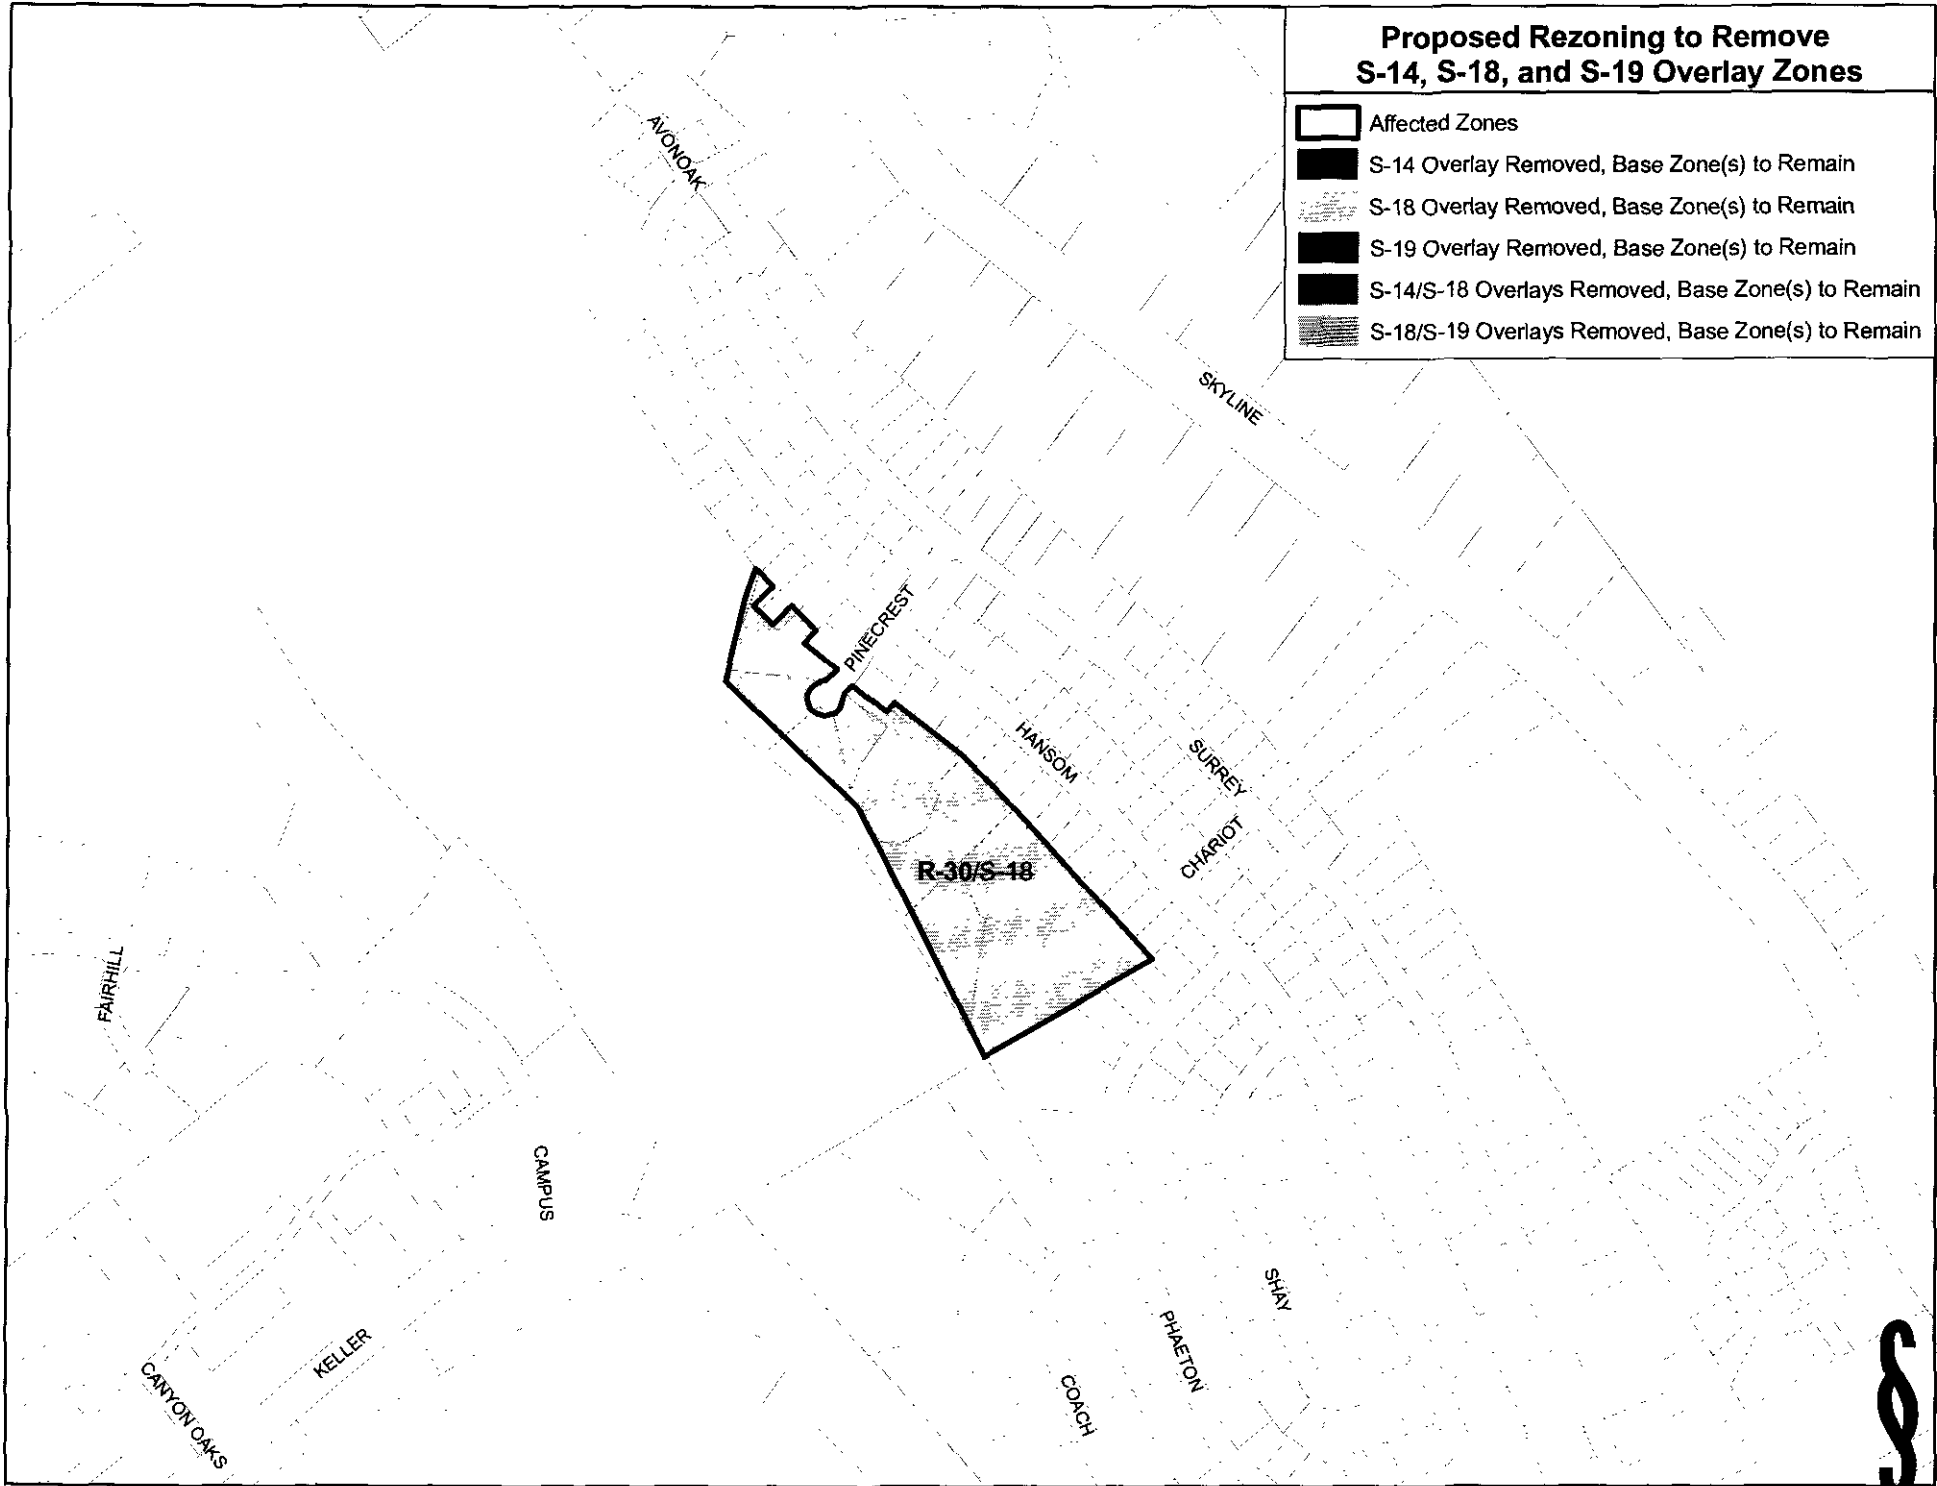 Proposed Rezoning to Remove
S-14, S-18, and S-19 Overlay Zones
Affected Zones
S-14 Overlay Removed, Base Zone(s) to Remain
S-18 Overlay Removed, Base Zone(s) to Remain
S-19 Overlay Removed, Base Zone(s) to Remain
S-14/S-18 Overlays Removed, Base Zone(s) to Remain
S-18/S-19 Overlays Removed, Base Zone(s) to Remain
AVONOAK
SKYLINE
PINECREST
HANSOM
SURREY
CHARIOT
R-30/S-18
FAIRHILL
CAMPUS
SHAY
PHAETON
KELLER
COACH
CANYON OAKS
§